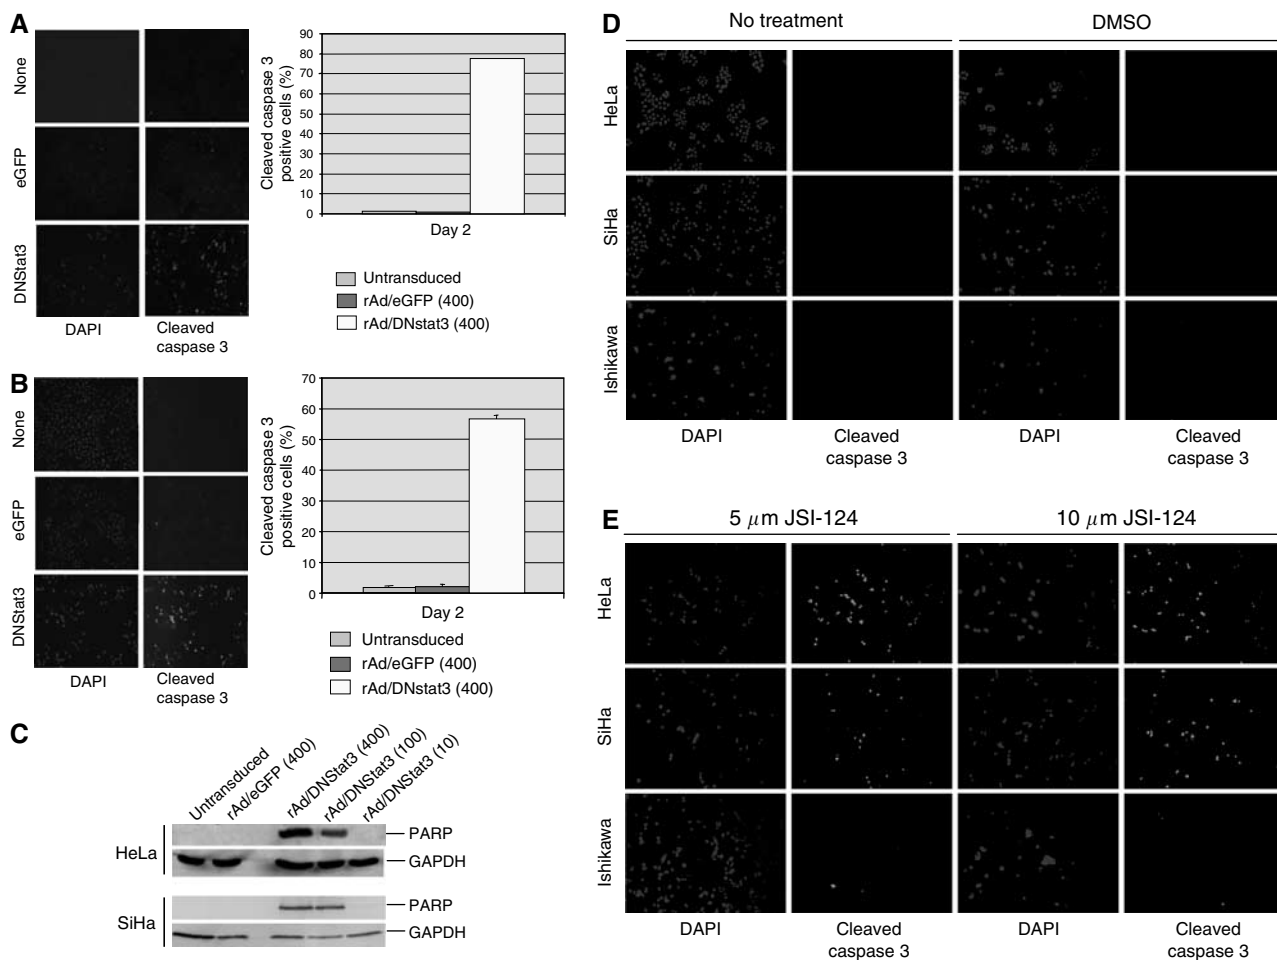 A
None
eGFP
DNStat3
DAPI
Cleaved
caspase 3
Cleaved caspase 3
positive cells (%)
90
80
70
60
50
40
30
20
10
0
Day 2
Untransduced
rAd/eGFP (400)
rAd/DNstat3 (400)
B
None
eGFP
DNStat3
DAPI
Cleaved
caspase 3
Cleaved caspase 3
positive cells (%)
70
60
50
40
30
20
10
0
Day 2
Untransduced
rAd/eGFP (400)
rAd/DNstat3 (400)
C
Untransduced
rAd/eGFP (400)
rAd/DNStat3 (400)
rAd/DNStat3 (100)
rAd/DNStat3 (10)
HeLa
PARP
GAPDH
SiHa
PARP
GAPDH
D
No treatment
DMSO
HeLa
SiHa
Ishikawa
DAPI
Cleaved
caspase 3
DAPI
Cleaved
caspase 3
E
5 μm JSI-124
10 μm JSI-124
HeLa
SiHa
Ishikawa
DAPI
Cleaved
caspase 3
DAPI
Cleaved
caspase 3